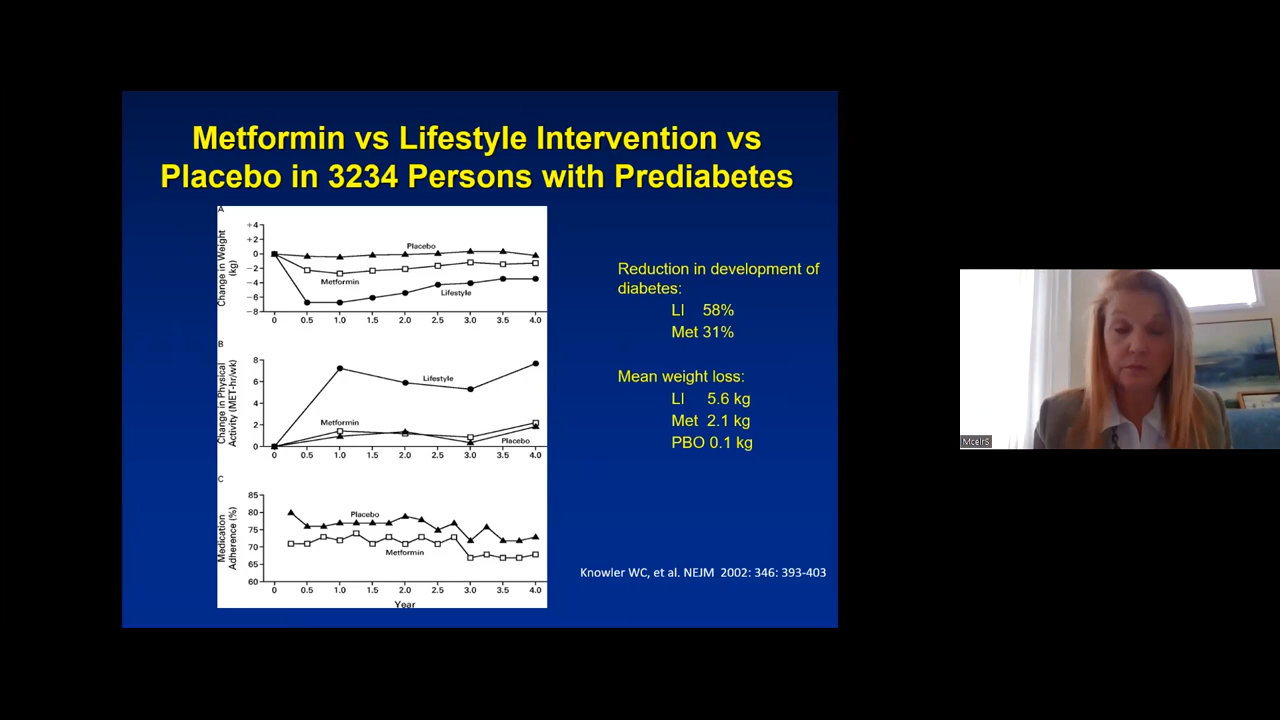 Metformin vs Lifestyle Intervention vs
Placebo in 3234 Persons with Prediabetes
A
Change in Weight
(kg)
+4
+2
0
−2
−4
−6
−8
Placebo
Metformin
Lifestyle
0 0.5 1.0 1.5 2.0 2.5 3.0 3.5 4.0
B
Change in Physical
Activity (MET-hr/wk)
8
6
4
2
0
Lifestyle
Metformin
Placebo
0 0.5 1.0 1.5 2.0 2.5 3.0 3.5 4.0
C
Medication
Adherence (%)
85
80
75
70
65
60
Placebo
Metformin
0 0.5 1.0 1.5 2.0 2.5 3.0 3.5 4.0
Year
Reduction in development of
diabetes:
LI 58%
Met 31%
Mean weight loss:
LI 5.6 kg
Met 2.1 kg
PBO 0.1 kg
Knowler WC, et al. NEJM 2002: 346: 393-403
McelrS